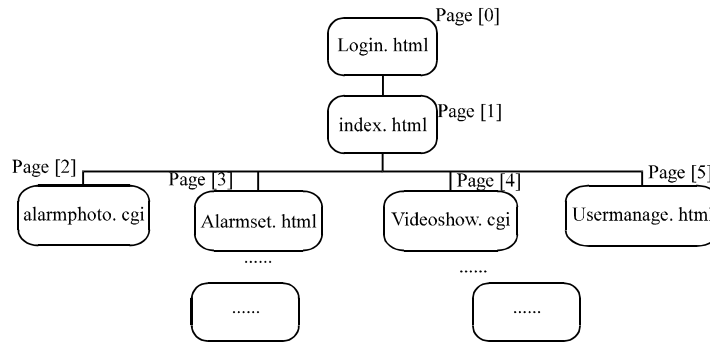 Page [0]
Login. html
Page [1]
index. html
Page [2]
Page [3]
Page [4]
Page [5]
alarmphoto. cgi
Alarmset. html
Videoshow. cgi
Usermanage. html
......
......
......
......